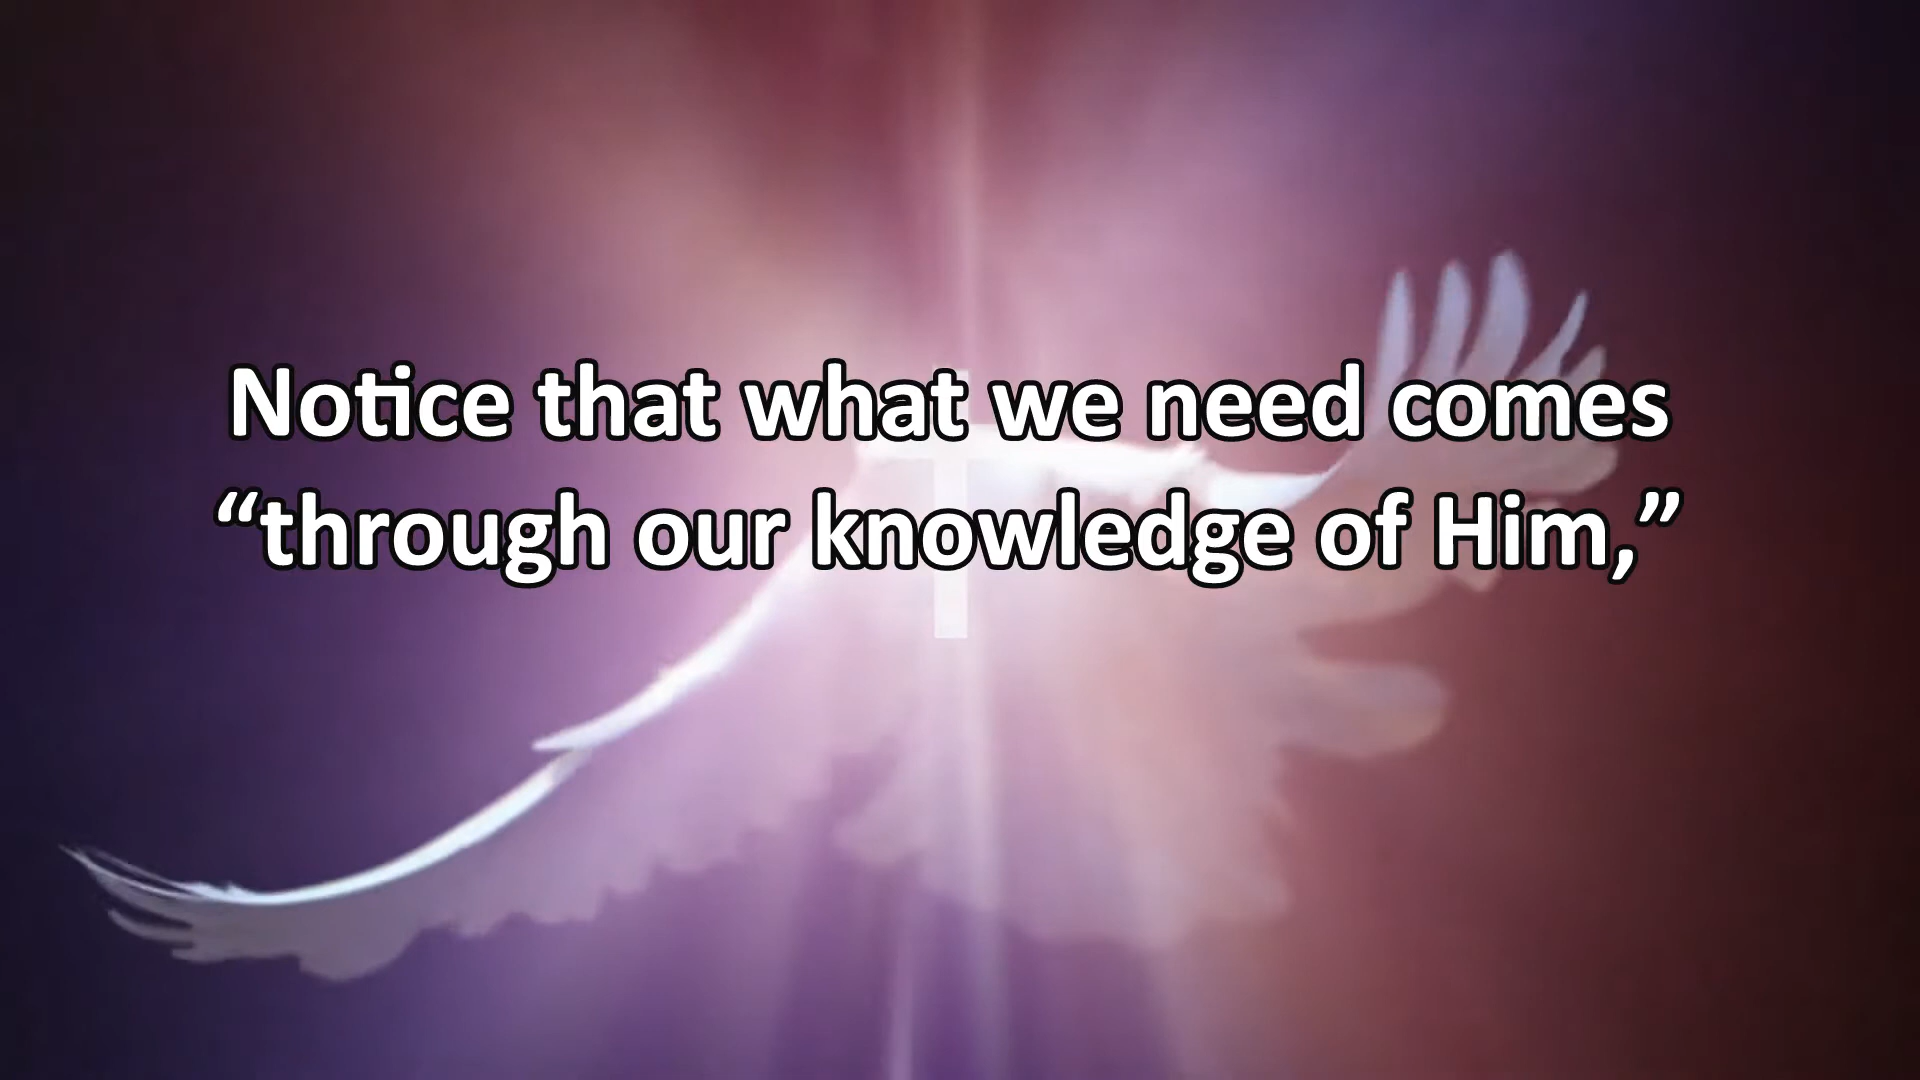 Notice that what we need comes
“through our knowledge of Him,”